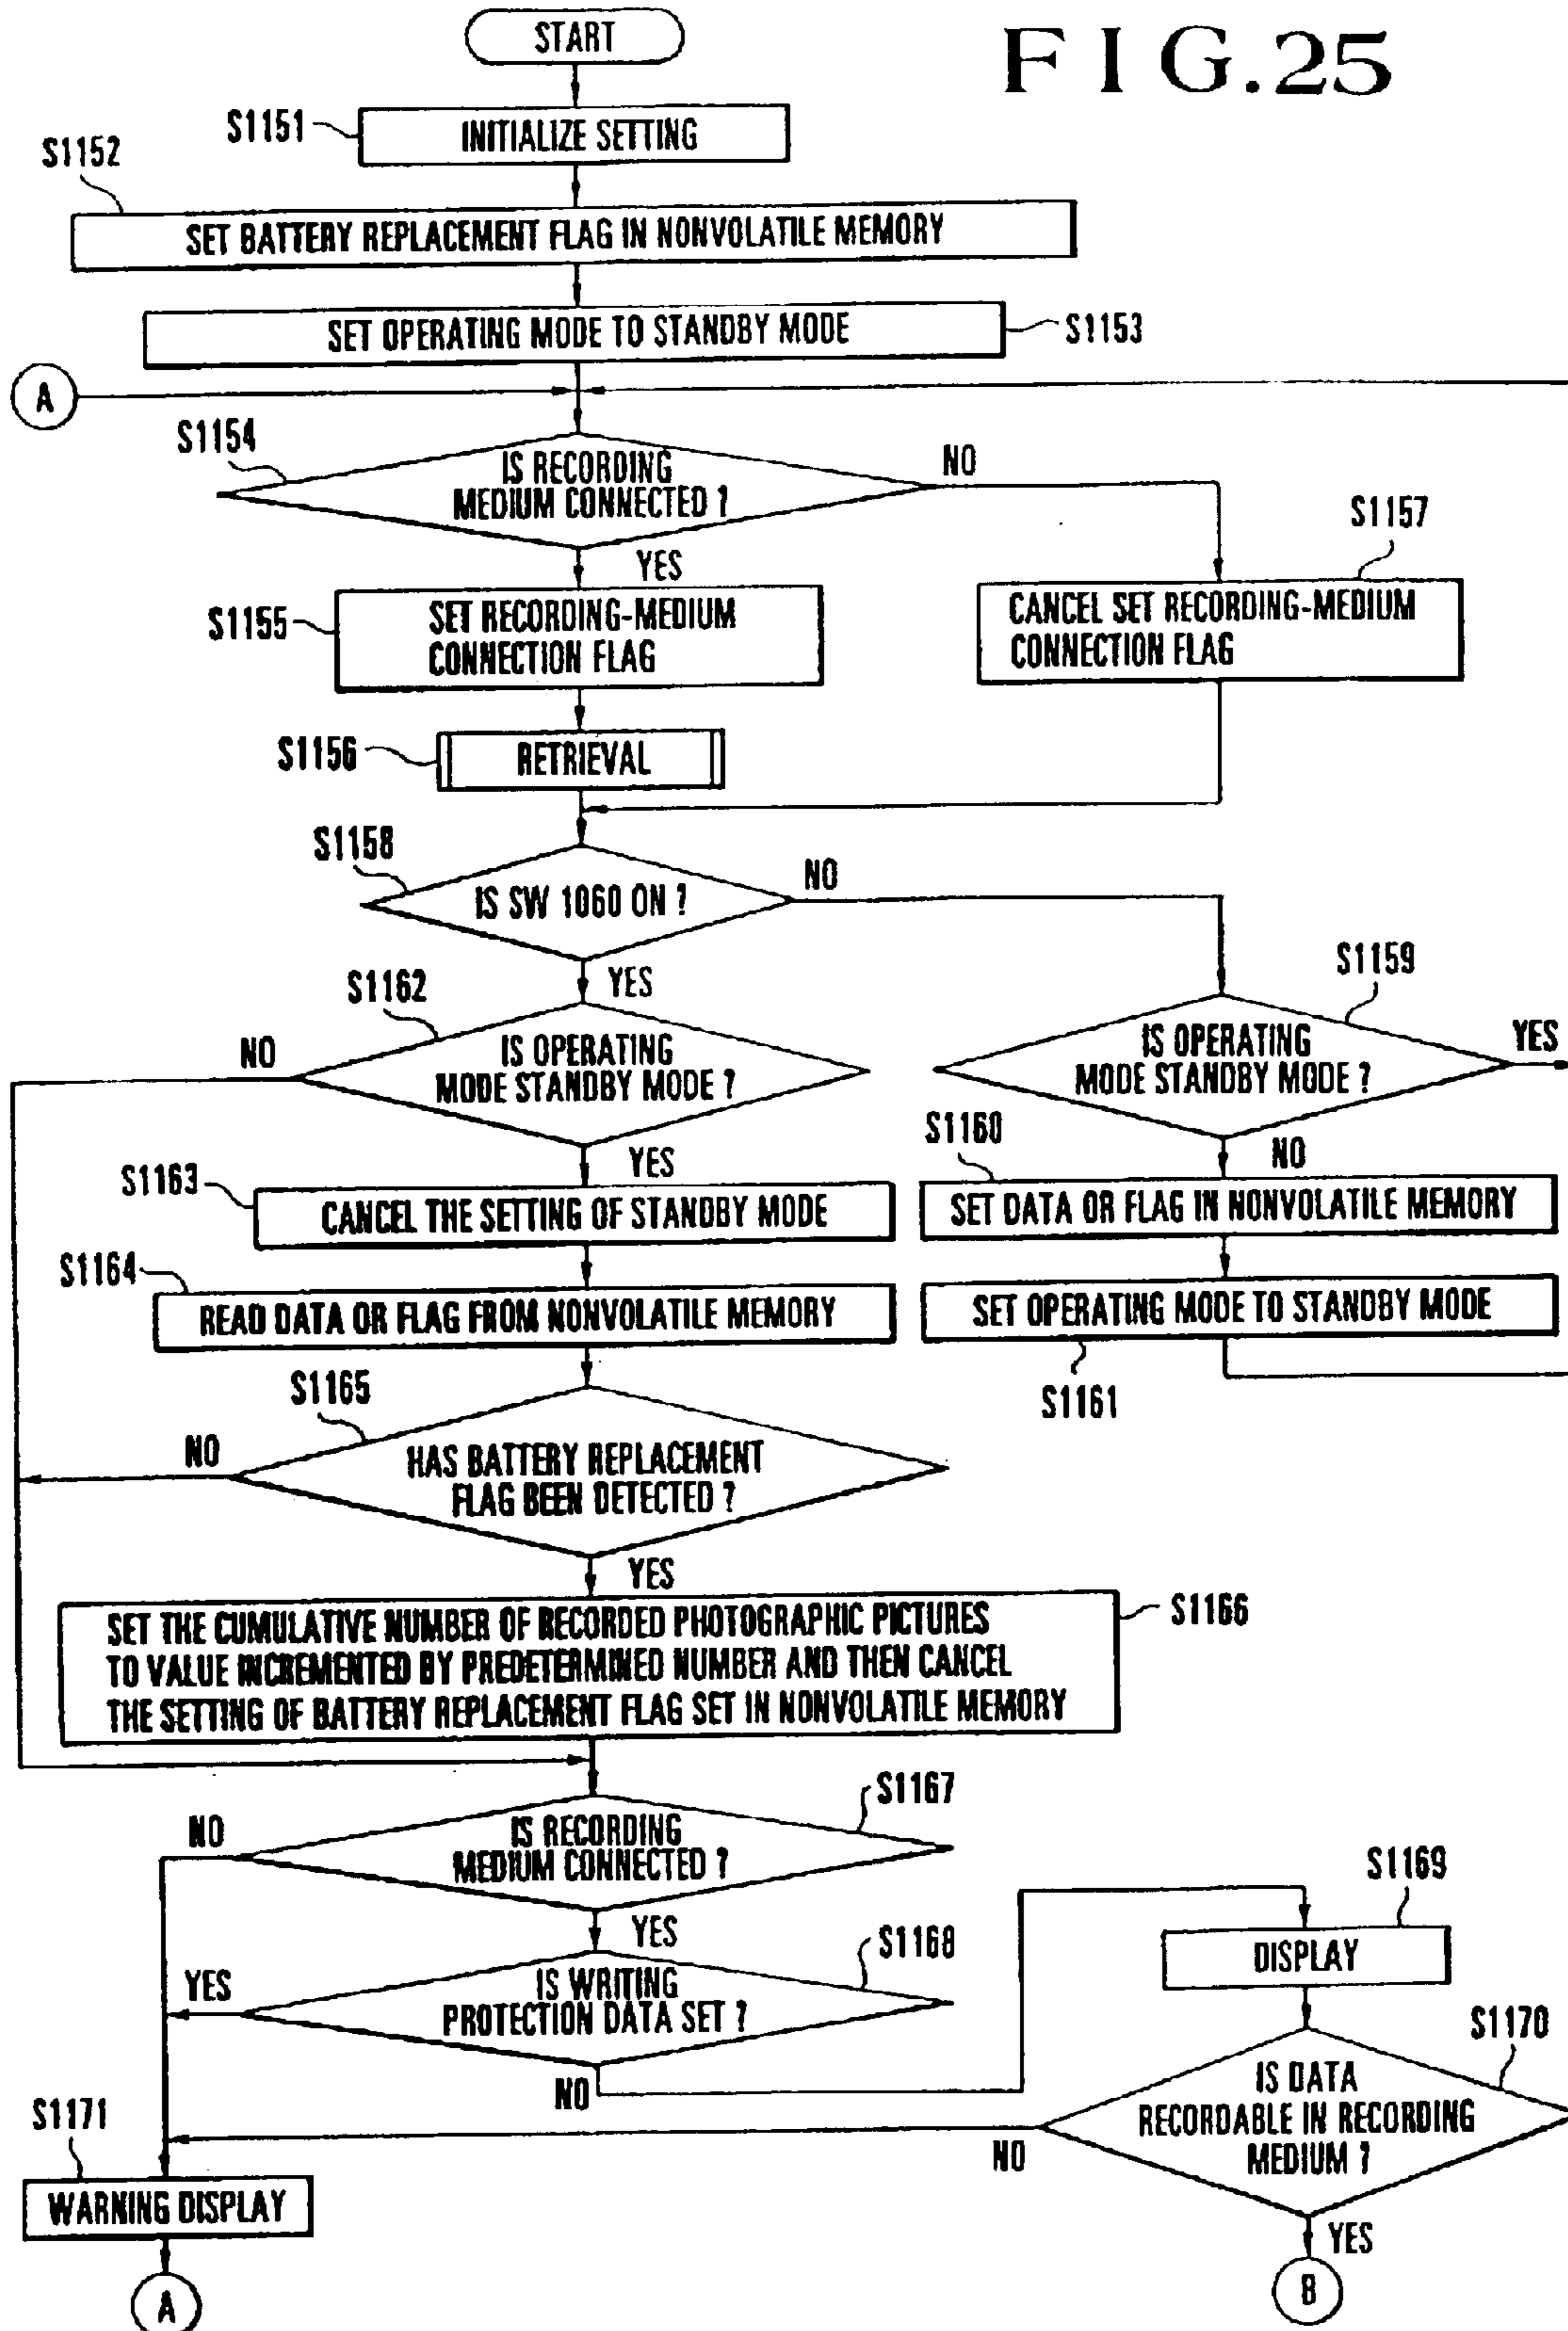 FIG.25
START
S1151
INITIALIZE SETTING
S1152
SET BATTERY REPLACEMENT FLAG IN NONVOLATILE MEMORY
SET OPERATING MODE TO STANDBY MODE
S1153
A
S1154
IS RECORDING
MEDIUM CONNECTED ?
NO
YES
S1157
S1155
SET RECORDING-MEDIUM
CONNECTION FLAG
CANCEL SET RECORDING-MEDIUM
CONNECTION FLAG
S1156
RETRIEVAL
S1158
IS SW 1060 ON ?
NO
YES
S1159
S1162
NO
IS OPERATING
MODE STANDBY MODE ?
IS OPERATING
MODE STANDBY MODE ?
YES
S1160
NO
YES
S1163
CANCEL THE SETTING OF STANDBY MODE
SET DATA OR FLAG IN NONVOLATILE MEMORY
S1164
READ DATA OR FLAG FROM NONVOLATILE MEMORY
SET OPERATING MODE TO STANDBY MODE
S1161
S1165
NO
HAS BATTERY REPLACEMENT
FLAG BEEN DETECTED ?
YES
SET THE CUMULATIVE NUMBER OF RECORDED PHOTOGRAPHIC PICTURES
TO VALUE INCREMENTED BY PREDETERMINED NUMBER AND THEN CANCEL
THE SETTING OF BATTERY REPLACEMENT FLAG SET IN NONVOLATILE MEMORY
S1166
S1167
NO
IS RECORDING
MEDIUM CONNECTED ?
YES
S1169
S1168
YES
IS WRITING
PROTECTION DATA SET ?
NO
DISPLAY
S1170
IS DATA
RECORDABLE IN RECORDING
MEDIUM ?
NO
YES
S1171
WARNING DISPLAY
A
B